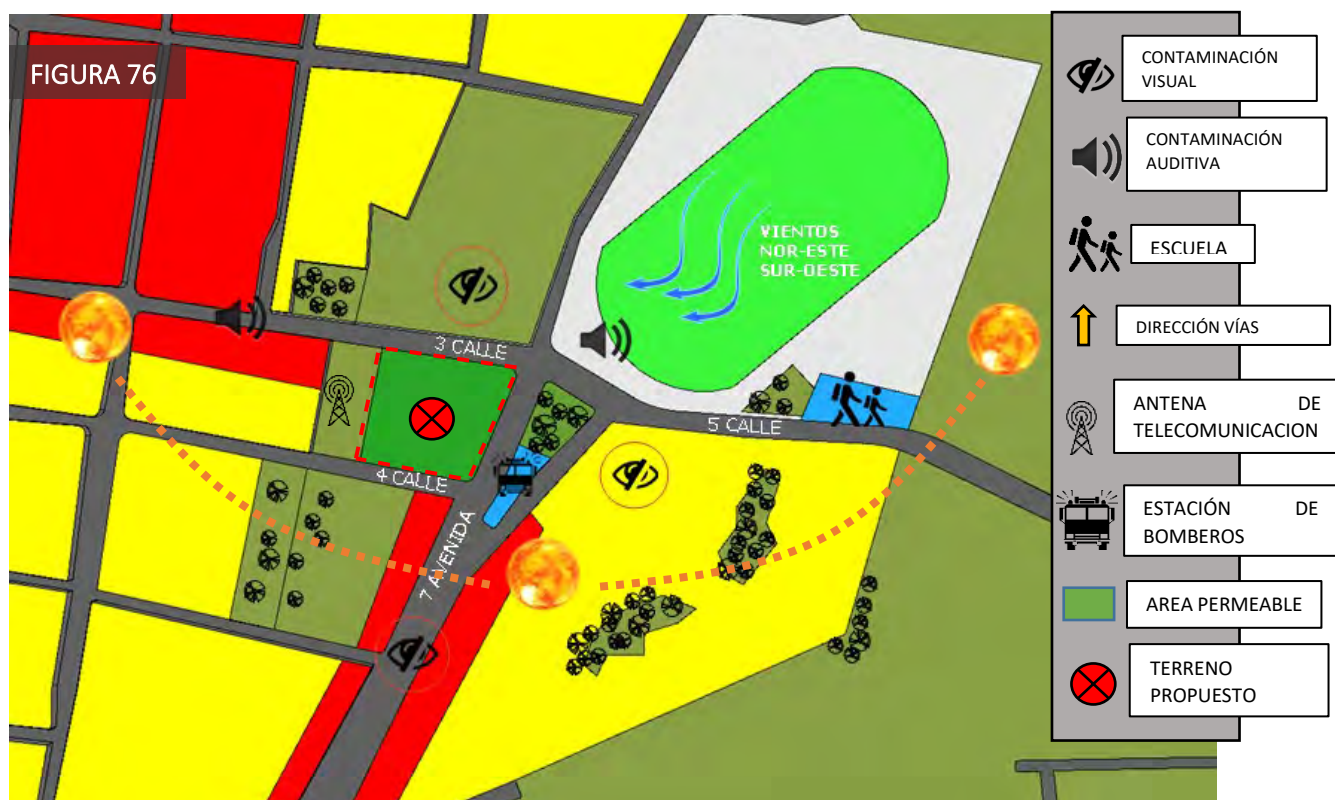 FIGURA 76
VIENTOS
NOR-ESTE
SUR-OESTE
3 CALLE
5 CALLE
4 CALLE
7 AVENIDA
CONTAMINACIÓN
VISUAL
CONTAMINACIÓN
AUDITIVA
ESCUELA
DIRECCIÓN VÍAS
ANTENA DE
TELECOMUNICACION
ESTACIÓN DE
BOMBEROS
AREA PERMEABLE
TERRENO
PROPUESTO